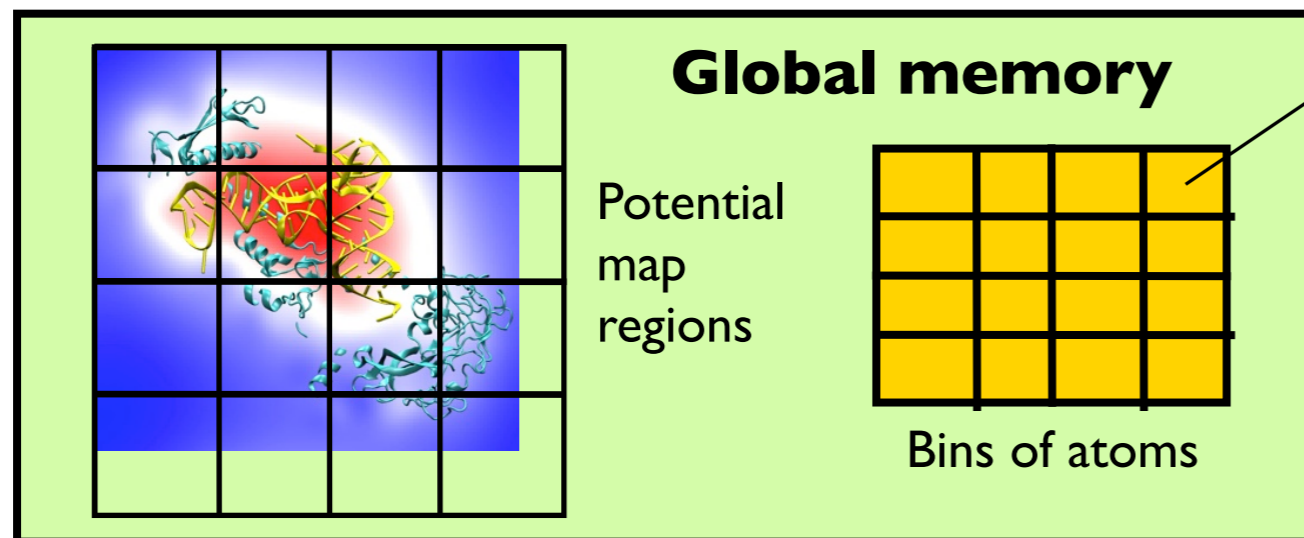 Global memory
Potential
map
regions
Bins of atoms